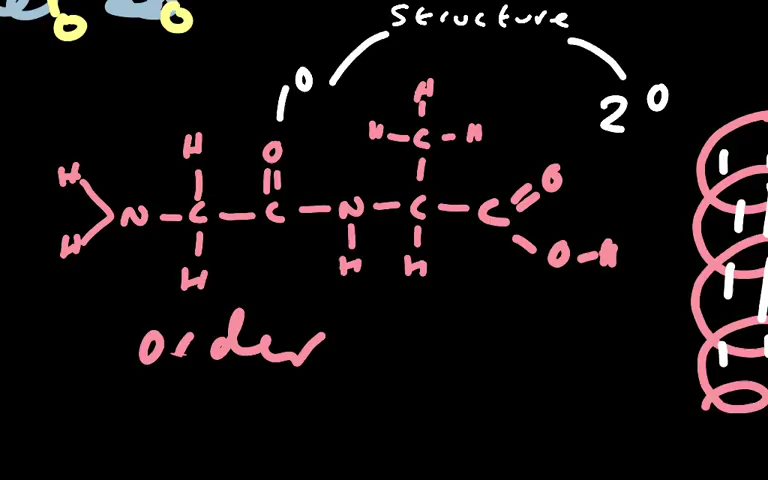 Structure
1° 2°
H
H C H
H H O O
H N C C N C C
H H H H O H
order